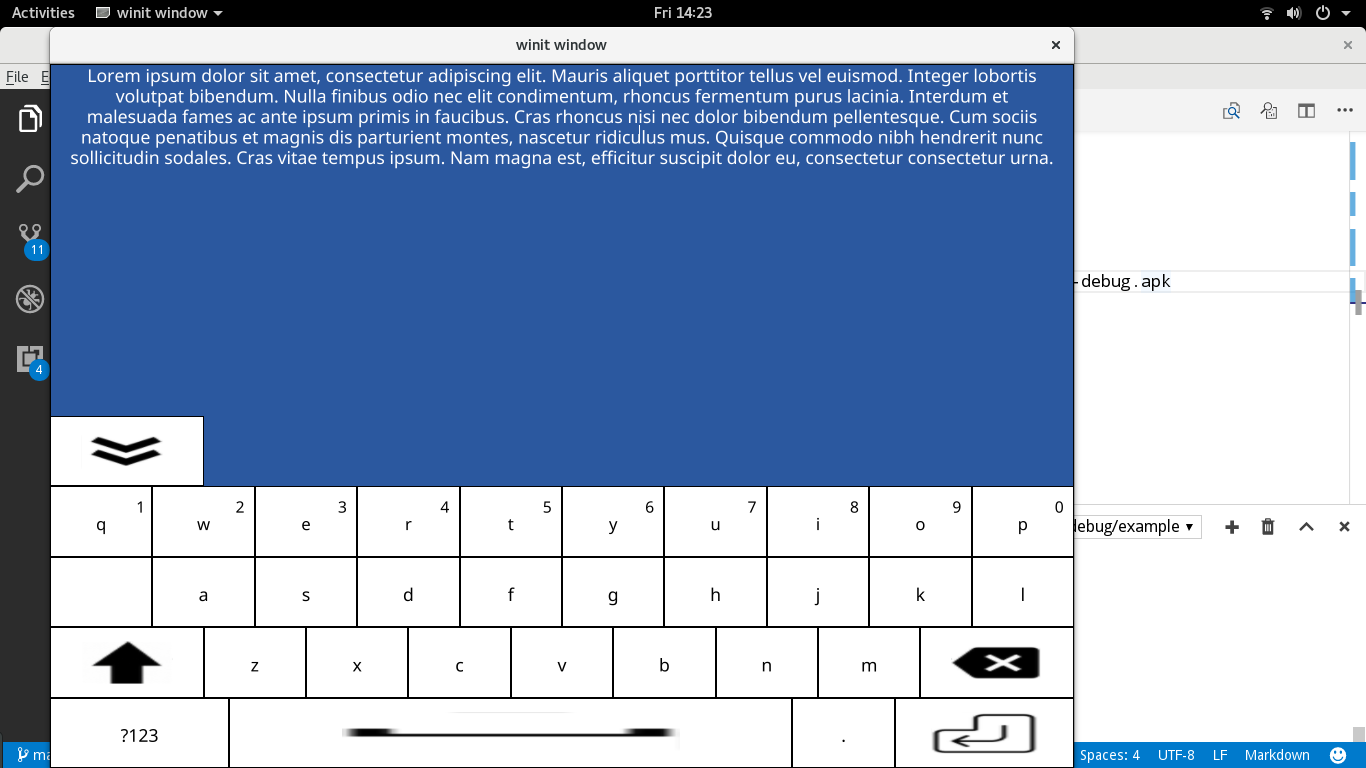 Activities winit window Fri 14:23
winit window
File E
Lorem ipsum dolor sit amet, consectetur adipiscing elit. Mauris aliquet porttitor tellus vel euismod. Integer lobortis
volutpat bibendum. Nulla finibus odio nec elit condimentum, rhoncus fermentum purus lacinia. Interdum et
malesuada fames ac ante ipsum primis in faucibus. Cras rhoncus nisi nec dolor bibendum pellentesque. Cum sociis
natoque penatibus et magnis dis parturient montes, nascetur ridiculus mus. Quisque commodo nibh hendrerit nunc
sollicitudin sodales. Cras vitae tempus ipsum. Nam magna est, efficitur suscipit dolor eu, consectetur consectetur urna.
11
-debug.apk
4
1 2 3 4 5 6 7 8 9 0
q w e r t y u i o p
debug/example
a s d f g h j k l
z x c v b n m
?123 .
ma Spaces: 4 UTF-8 LF Markdown